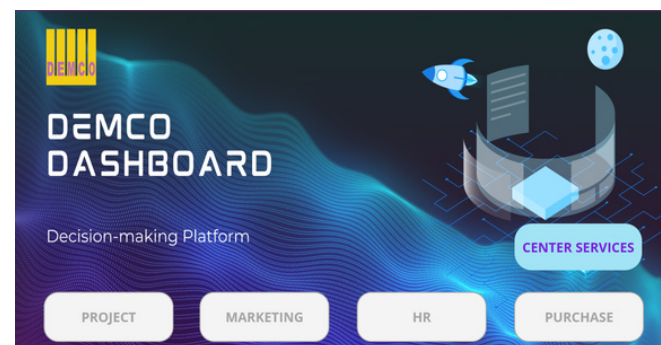 DEMCO
DEMCO
DASHBOARD
Decision-making Platform
CENTER SERVICES
PROJECT MARKETING HR PURCHASE